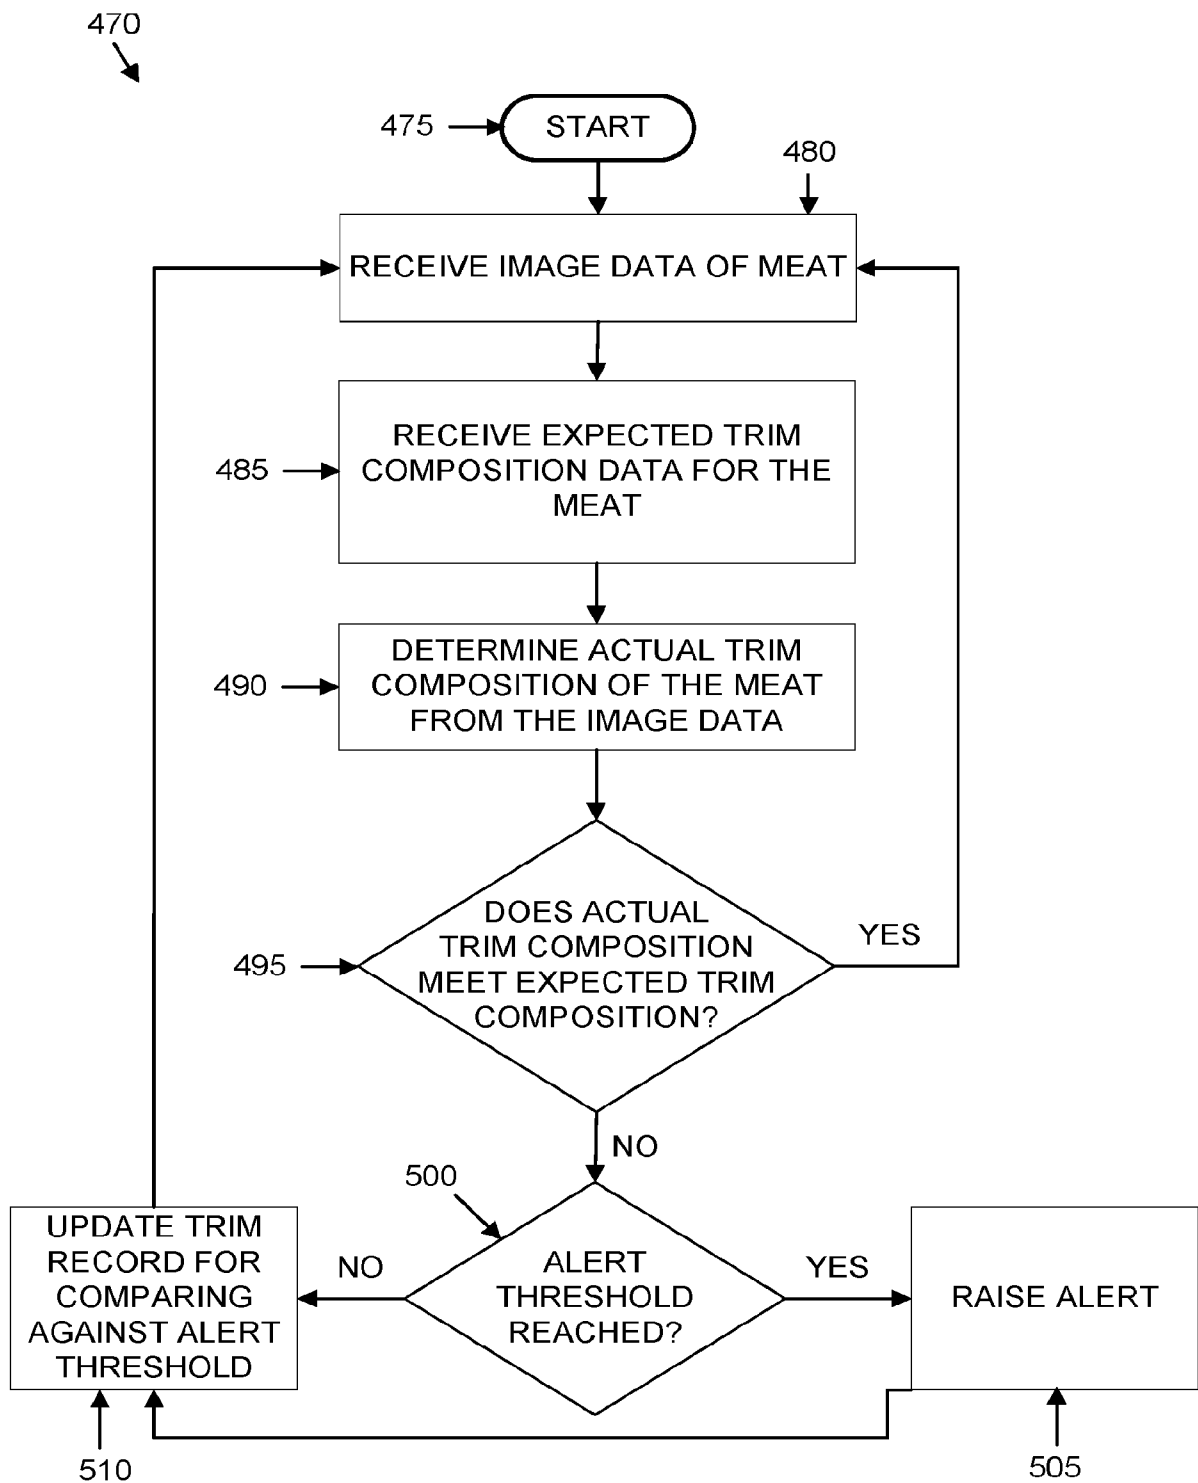 470
475
START
480
RECEIVE IMAGE DATA OF MEAT
485
RECEIVE EXPECTED TRIM
COMPOSITION DATA FOR THE
MEAT
490
DETERMINE ACTUAL TRIM
COMPOSITION OF THE MEAT
FROM THE IMAGE DATA
495
DOES ACTUAL
TRIM COMPOSITION
MEET EXPECTED TRIM
COMPOSITION?
YES
NO
500
ALERT
THRESHOLD
REACHED?
NO
YES
UPDATE TRIM
RECORD FOR
COMPARING
AGAINST ALERT
THRESHOLD
RAISE ALERT
510
505